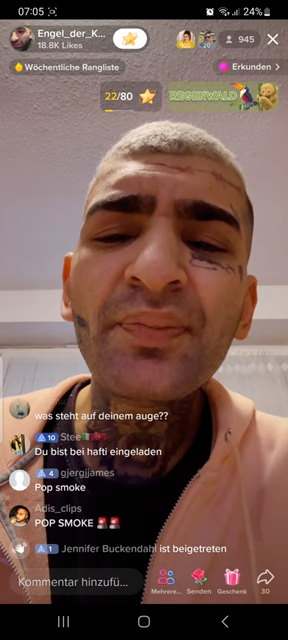 07:05
24%
Engel_der_K...
18.8K Likes
100
20
945
Wöchentliche Rangliste
Erkunden >
22/80
REGENWALD
was steht auf deinem auge??
10 Stee
Du bist bei hafti eingeladen
4 gjergjjames
Pop smoke
Adis_clips
POP SMOKE
1 Jennifer Buckendahl ist beigetreten
Kommentar hinzufü...
Mehrere...
Senden
Geschenk
30